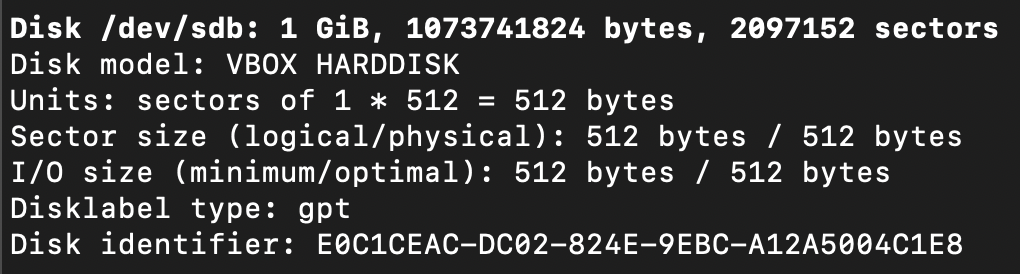 Disk /dev/sdb: 1 GiB, 1073741824 bytes, 2097152 sectors
Disk model: VBOX HARDDISK
Units: sectors of 1 * 512 = 512 bytes
Sector size (logical/physical): 512 bytes / 512 bytes
I/O size (minimum/optimal): 512 bytes / 512 bytes
Disklabel type: gpt
Disk identifier: E0C1CEAC-DC02-824E-9EBC-A12A5004C1E8